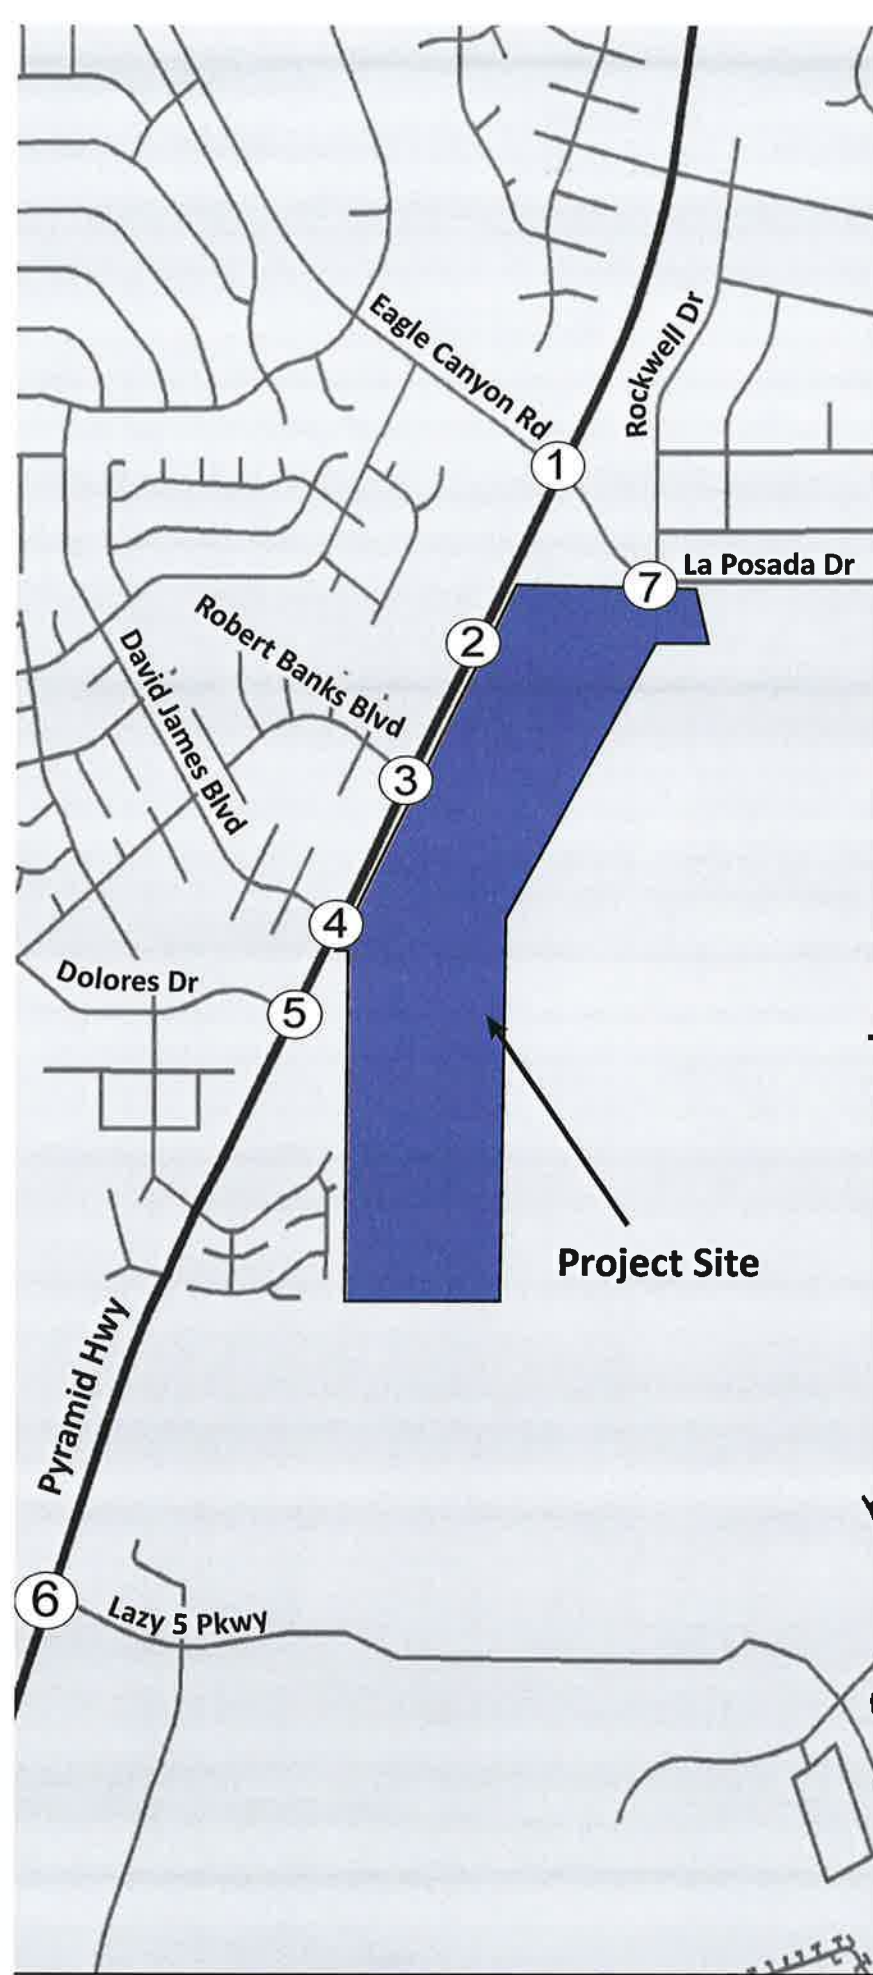 Eagle Canyon Rd
Rockwell Dr
1
La Posada Dr
7
2
Robert Banks Blvd
David James Blvd
3
4
Dolores Dr
5
Project Site
Pyramid Hwy
6
Lazy 5 Pkwy